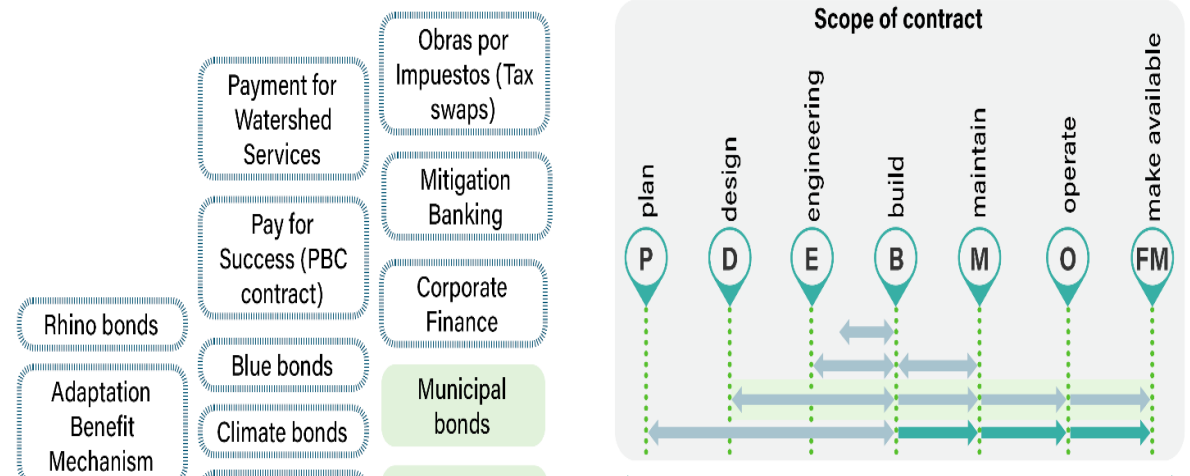 Rhino bonds
Adaptation
Benefit
Mechanism
Payment for
Watershed
Services
Pay for
Success (PBC
contract)
Blue bonds
Climate bonds
Obras por
Impuestos (Tax
swaps)
Mitigation
Banking
Corporate
Finance
Municipal
bonds
Scope of contract
plan
design
engineering
build
maintain
operate
make available
P
D
E
B
M
O
FM